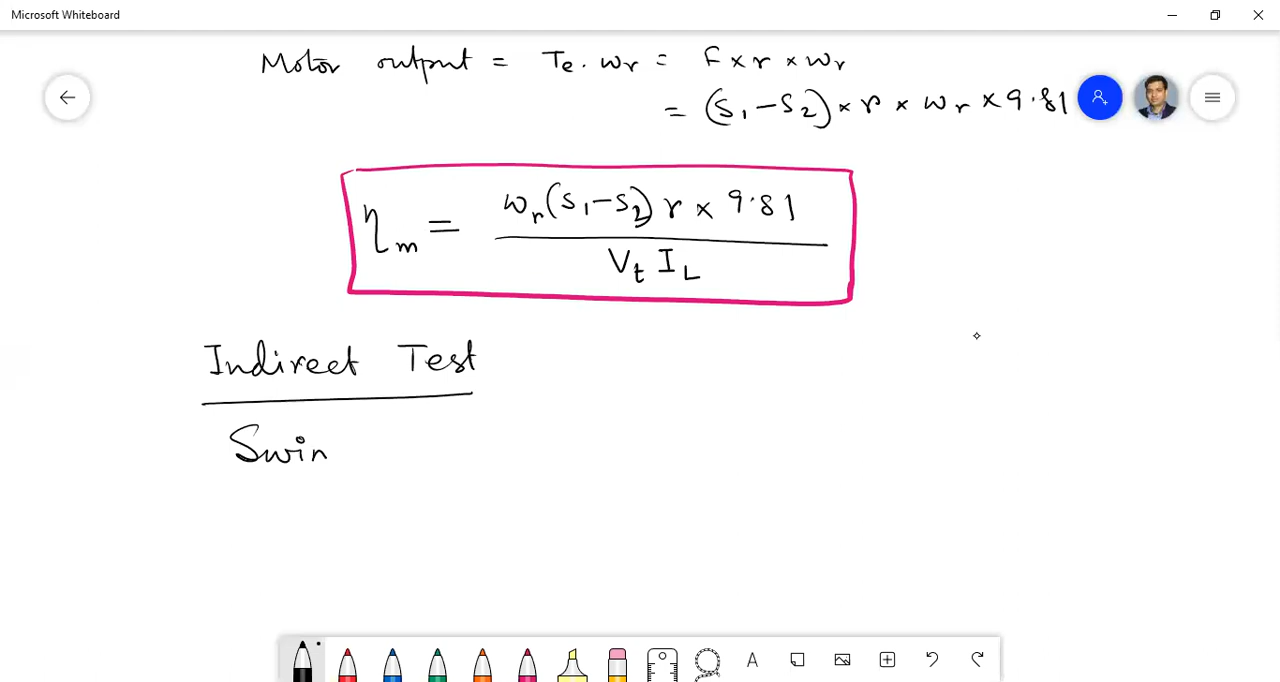 Microsoft Whiteboard
Motor output = Te. ωr = F × r × ωr
= (S1 – S2) × r × ωr × 9.81
ηm = ωr(S1–S2) r × 9.81
Vt IL
Indirect Test
Swin
A